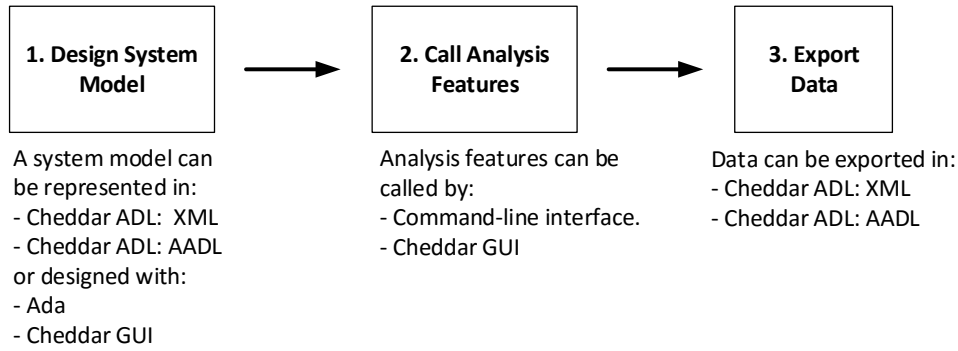 1. Design System
Model
2. Call Analysis
Features
3. Export
Data
A system model can
be represented in:
- Cheddar ADL:  XML
- Cheddar ADL: AADL
or designed with:
- Ada
- Cheddar GUI
Analysis features can be
called by:
- Command-line interface.
- Cheddar GUI
Data can be exported in:
- Cheddar ADL: XML
- Cheddar ADL: AADL